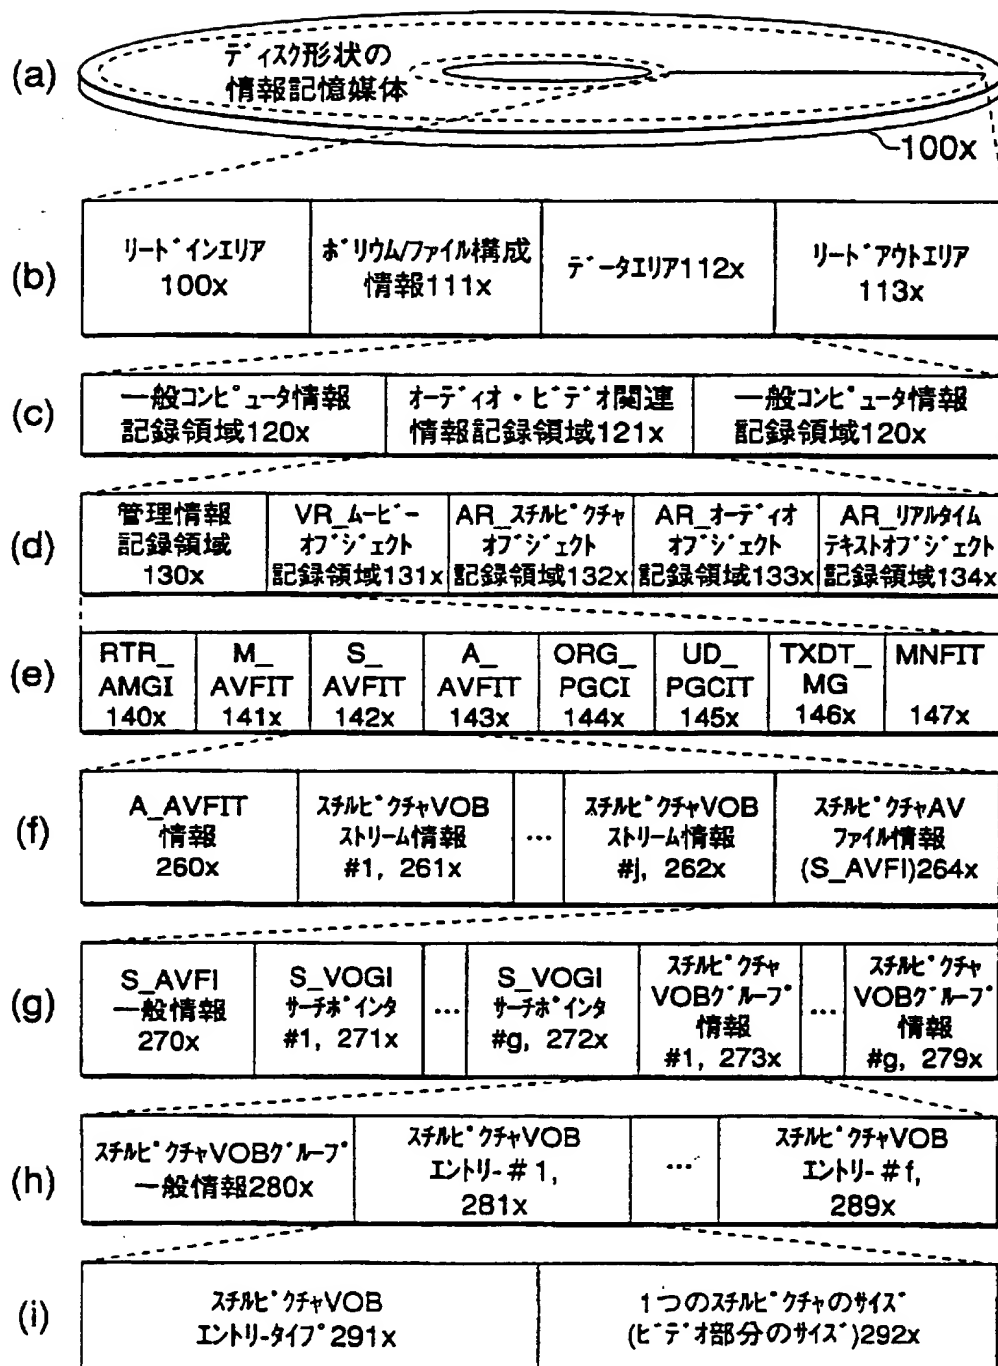 (a)
ディスク形状の
情報記憶媒体
100x
(b)
リードインエリア
100x
ボリウム/ファイル構成
情報111x
データエリア112x
リードアウトエリア
113x
(c)
一般コンピュータ情報
記録領域120x
オーディオ・ビデオ関連
情報記録領域121x
一般コンピュータ情報
記録領域120x
(d)
管理情報
記録領域
130x
VR_ムービー
オブジェクト
記録領域131x
AR_スチルピクチャ
オブジェクト
記録領域132x
AR_オーディオ
オブジェクト
記録領域133x
AR_リアルタイム
テキストオブジェクト
記録領域134x
(e)
RTR_
AMGI
140x
M_
AVFIT
141x
S_
AVFIT
142x
A_
AVFIT
143x
ORG_
PGCI
144x
UD_
PGCIT
145x
TXDT_
MG
146x
MNFIT
147x
(f)
A_AVFIT
情報
260x
スチルピクチャVOB
ストリーム情報
#1, 261x
...
スチルピクチャVOB
ストリーム情報
#j, 262x
スチルピクチャAV
ファイル情報
(S_AVFI)264x
(g)
S_AVFI
一般情報
270x
S_VOGI
サーチポインタ
#1, 271x
...
S_VOGI
サーチポインタ
#g, 272x
スチルピクチャ
VOBグループ
情報
#1, 273x
...
スチルピクチャ
VOBグループ
情報
#g, 279x
(h)
スチルピクチャVOBグループ
一般情報280x
スチルピクチャVOB
エントリー#1,
281x
...
スチルピクチャVOB
エントリー#f,
289x
(i)
スチルピクチャVOB
エントリータイプ291x
1つのスチルピクチャのサイズ
(ビデオ部分のサイズ)292x